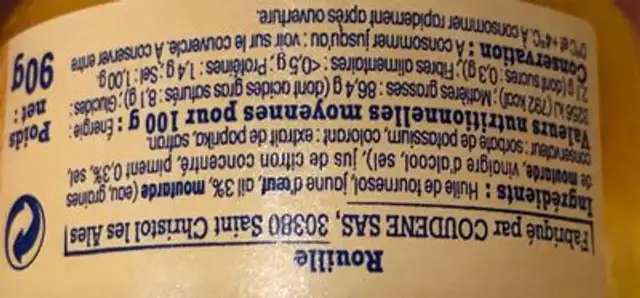 Rouille
Fabriqué par COUDENE SAS, 30380 Saint Christol les Alès
Ingrédients : Huile de tournesol, jaune d'œuf, ail 3%, moutarde (eau, graines
de moutarde, vinaigre d'alcool, sel), jus de citron concentré, piment 0,3%, sel,
conservateur : sorbate de potassium, colorant : extrait de paprika, safran.
Valeurs nutritionnelles moyennes pour 100 g : Énergie :
3256 kJ (792 kcal) ; Matières grasses : 86,4 g (dont acides gras saturés : 8,1 g) ; Glucides :
2,1 g (dont sucres : 0,3 g) ; Fibres alimentaires : <0,5 g ; Protéines : 1,4 g ; Sel : 1,00 g
Conservation : A consommer jusqu'au : voir sur le couvercle. A conserver entre
0°C et +4°C. A consommer rapidement après ouverture.
Poids
net :
90g